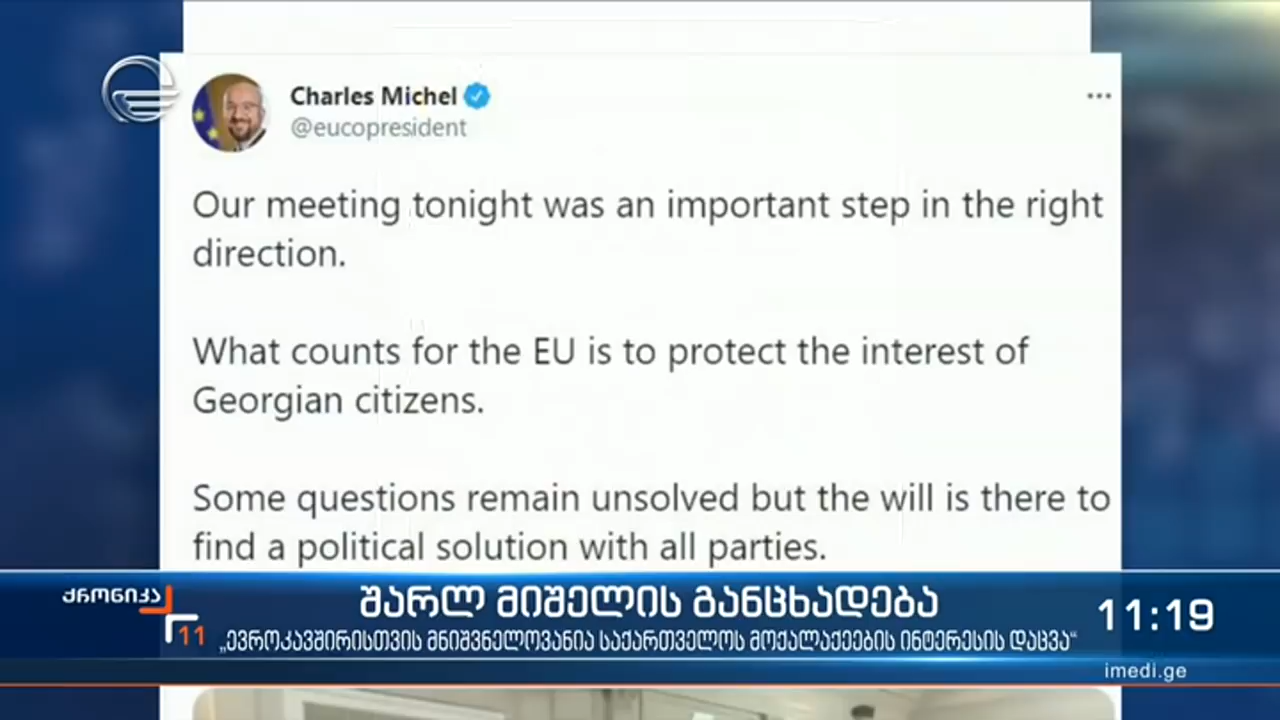 Charles Michel
@eucopresident
Our meeting tonight was an important step in the right
direction.
What counts for the EU is to protect the interest of
Georgian citizens.
Some questions remain unsolved but the will is there to
find a political solution with all parties.
ქრონიკა
11
შარლ მიშელის განცხადება
„ევროკავშირისთვის მნიშვნელოვანია საქართველოს მოქალაქეების ინტერესის დაცვა“
11:19
imedi.ge